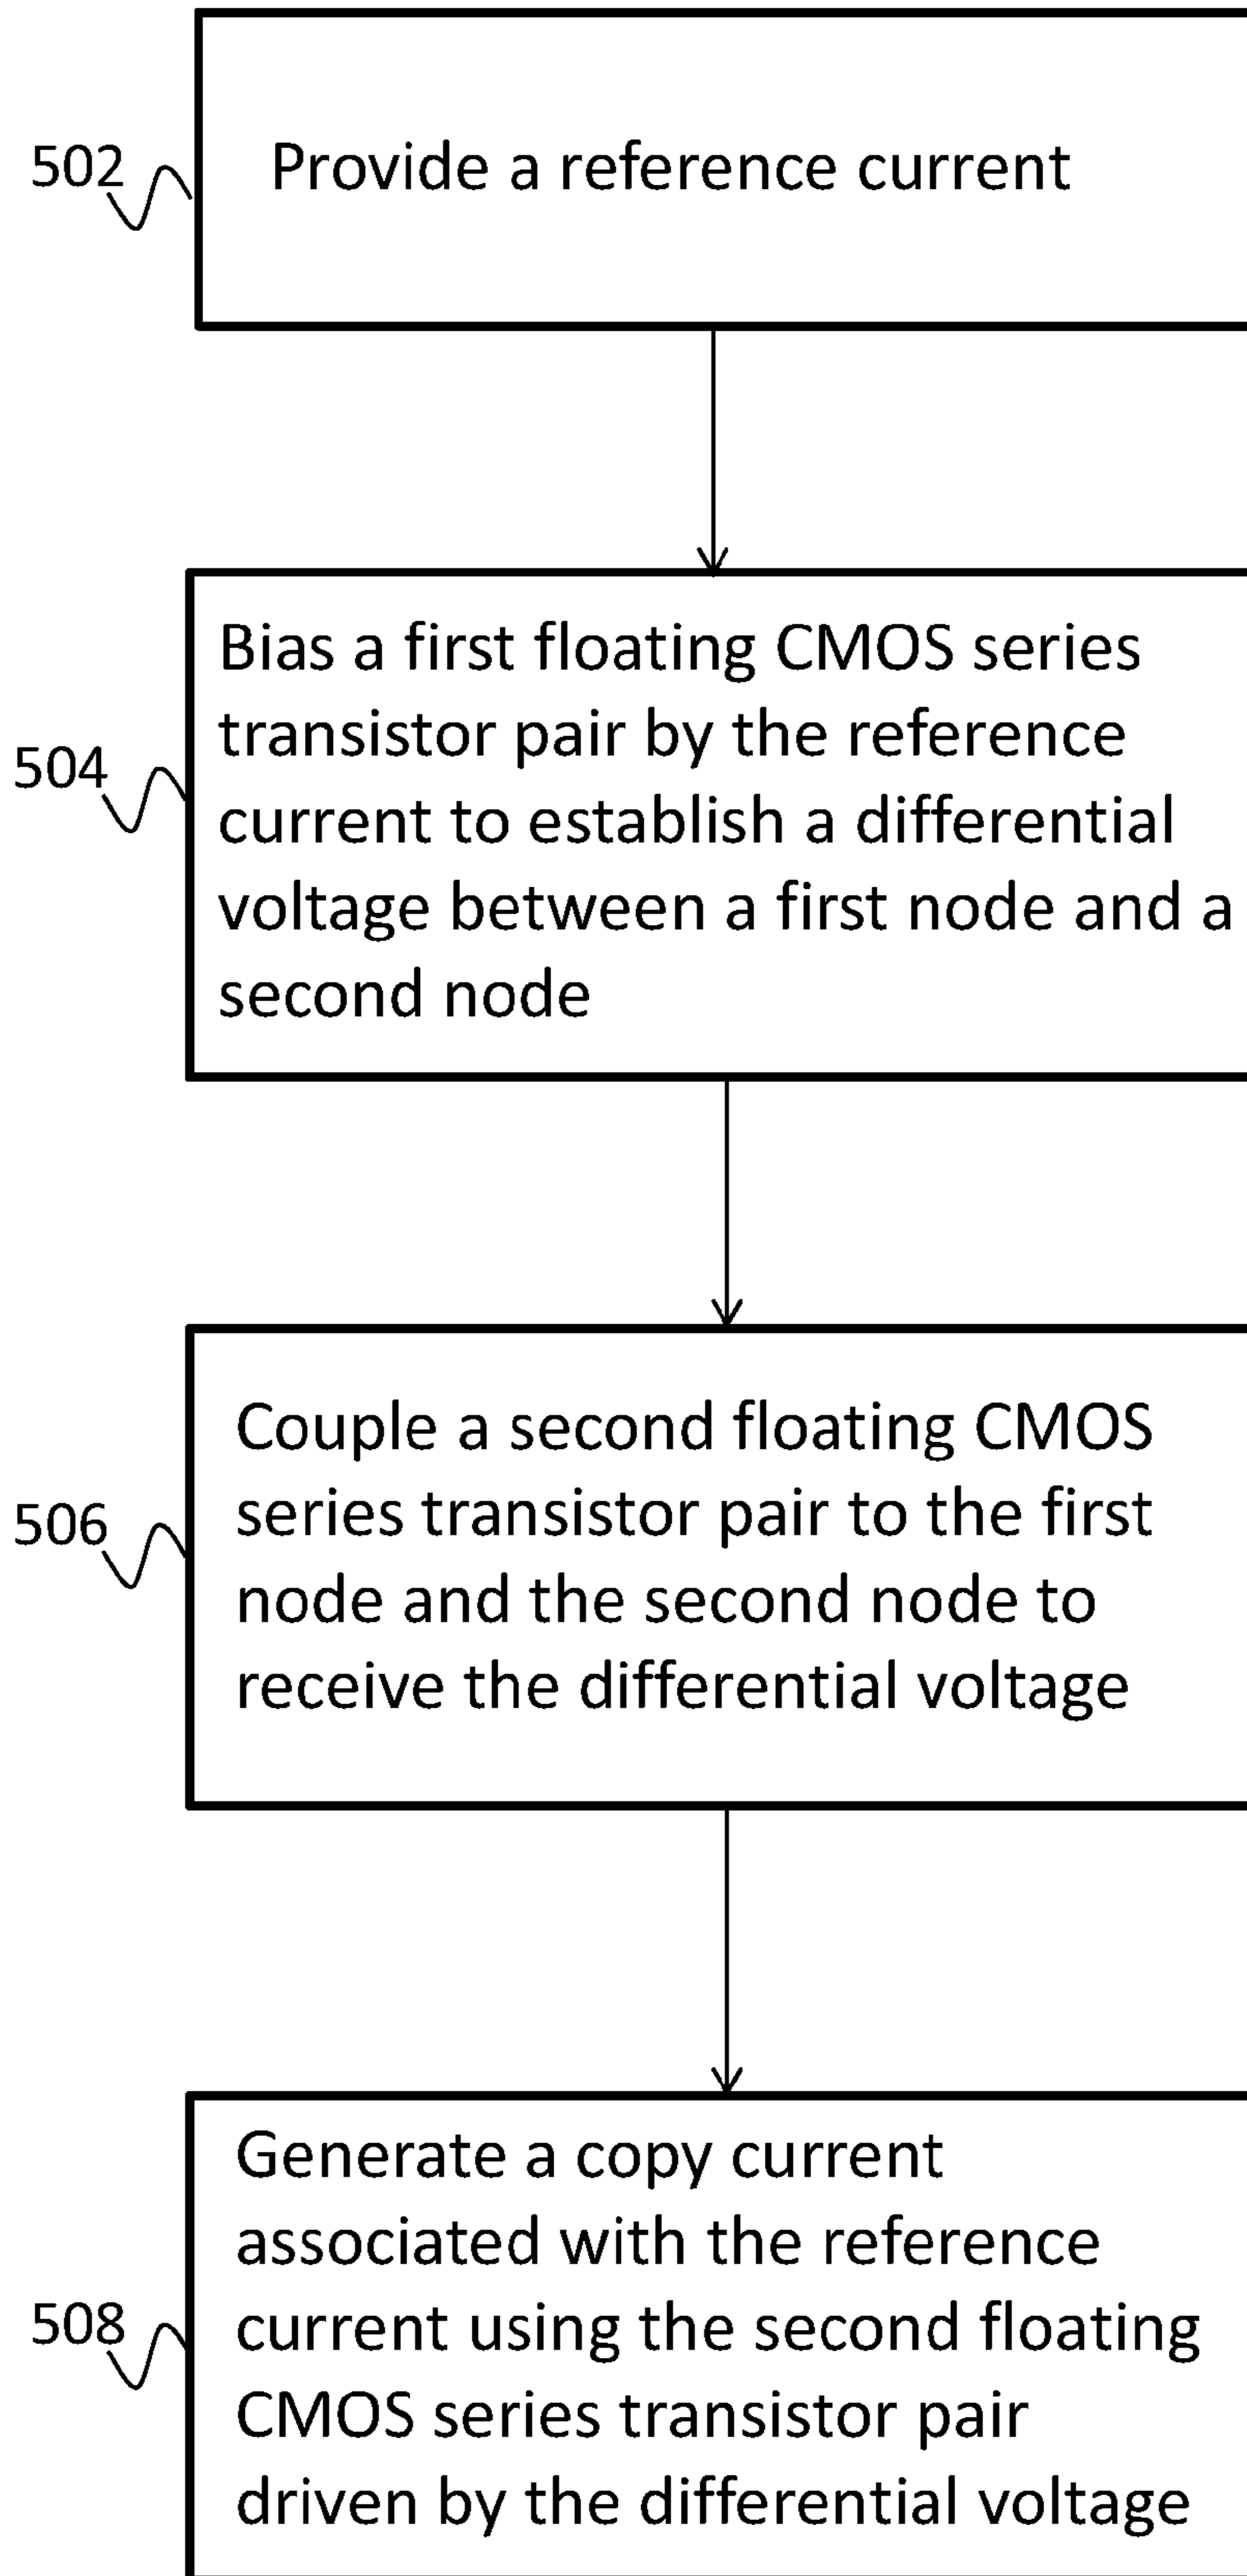 502
Provide a reference current
504
Bias a first floating CMOS series
transistor pair by the reference
current to establish a differential
voltage between a first node and a
second node
506
Couple a second floating CMOS
series transistor pair to the first
node and the second node to
receive the differential voltage
508
Generate a copy current
associated with the reference
current using the second floating
CMOS series transistor pair
driven by the differential voltage